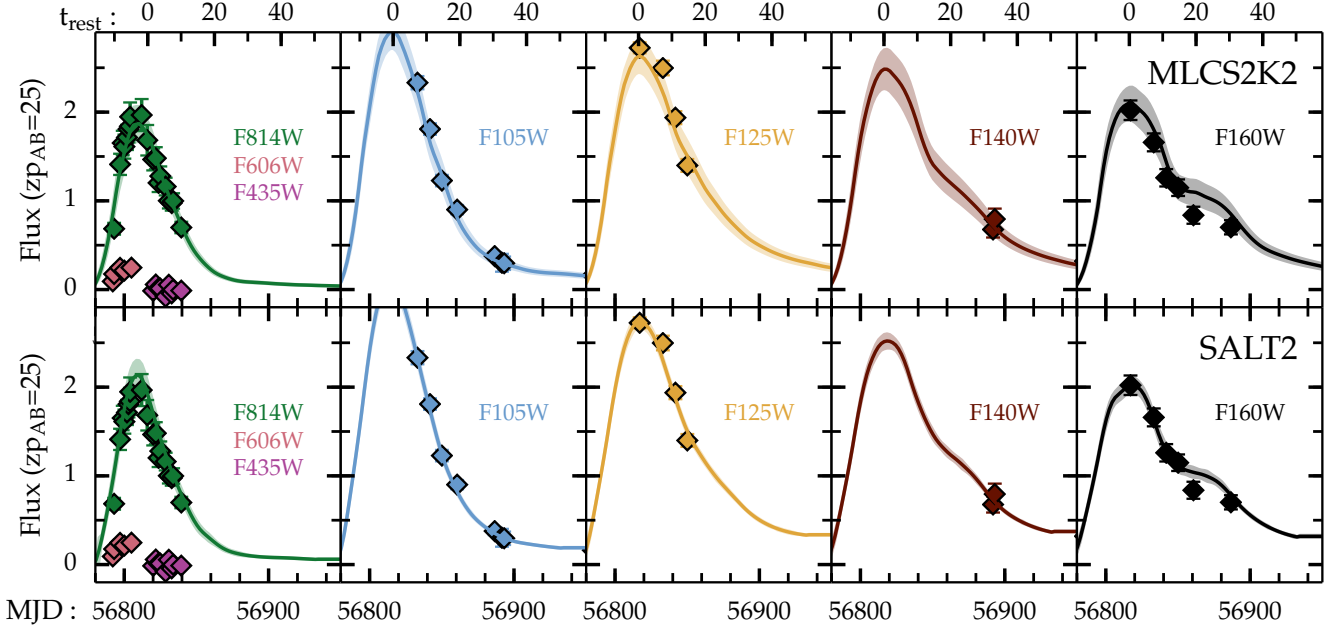 t_rest : 0 20 40 0 20 40 0 20 40 0 20 40 0 20 40
MLCS2K2
Flux (zp_AB=25)
2
1
0
F814W
F606W
F435W
F105W
F125W
F140W
F160W
SALT2
Flux (zp_AB=25)
2
1
0
F814W
F606W
F435W
F105W
F125W
F140W
F160W
MJD : 56800 56900 56800 56900 56800 56900 56800 56900 56800 56900